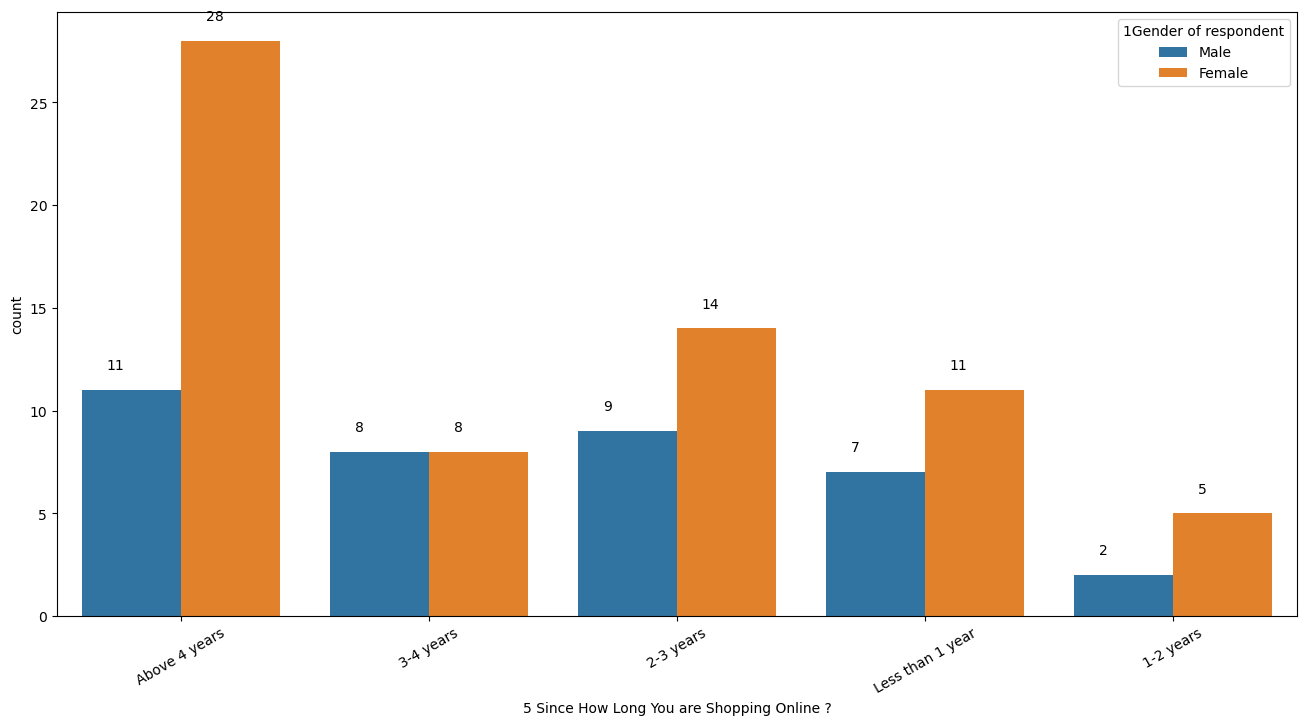 28
1Gender of respondent
Male
Female
25
20
15
14
11
11
10
9
8
8
7
5
5
2
0
count
Above 4 years
3-4 years
2-3 years
Less than 1 year
1-2 years
5 Since How Long You are Shopping Online ?